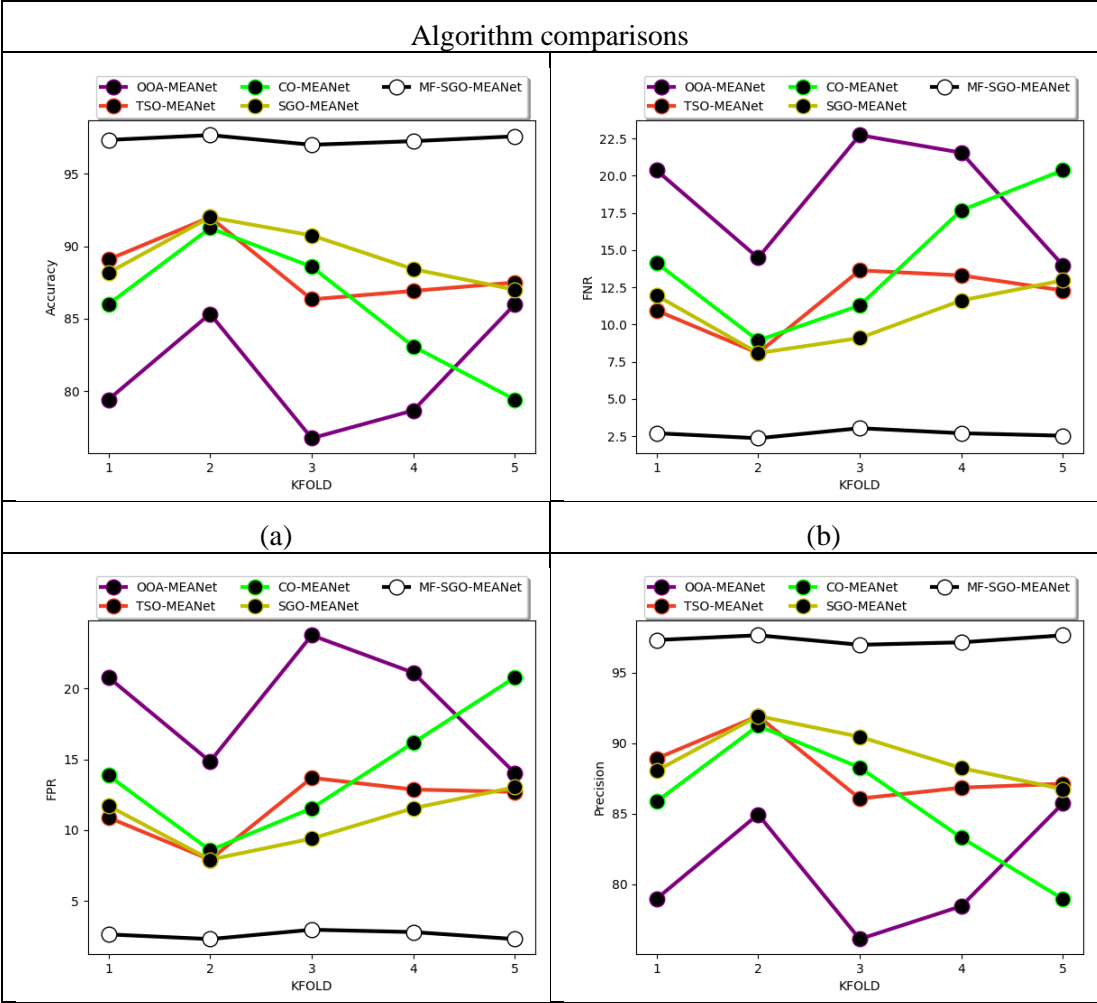 Algorithm comparisons
OOA-MEANet CO-MEANet MF-SGO-MEANet
TSO-MEANet SGO-MEANet
95
90
85
80
Accuracy
1 2 3 4 5
KFOLD
OOA-MEANet CO-MEANet MF-SGO-MEANet
TSO-MEANet SGO-MEANet
22.5
20.0
17.5
15.0
12.5
10.0
7.5
5.0
2.5
FNR
1 2 3 4 5
KFOLD
(a) (b)
OOA-MEANet CO-MEANet MF-SGO-MEANet
TSO-MEANet SGO-MEANet
20
15
10
5
FPR
1 2 3 4 5
KFOLD
OOA-MEANet CO-MEANet MF-SGO-MEANet
TSO-MEANet SGO-MEANet
95
90
85
80
Precision
1 2 3 4 5
KFOLD